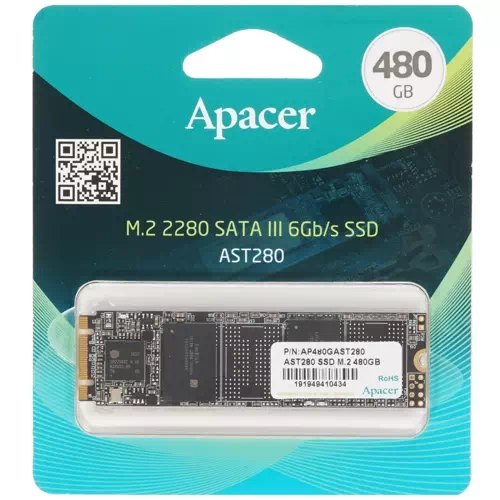 480
GB
Apacer
M.2 2280 SATA III 6Gb/s SSD
AST280
P/N:AP480GAST280
AST280 SSD M.2 480GB
191949410434
RoHS
Apacer